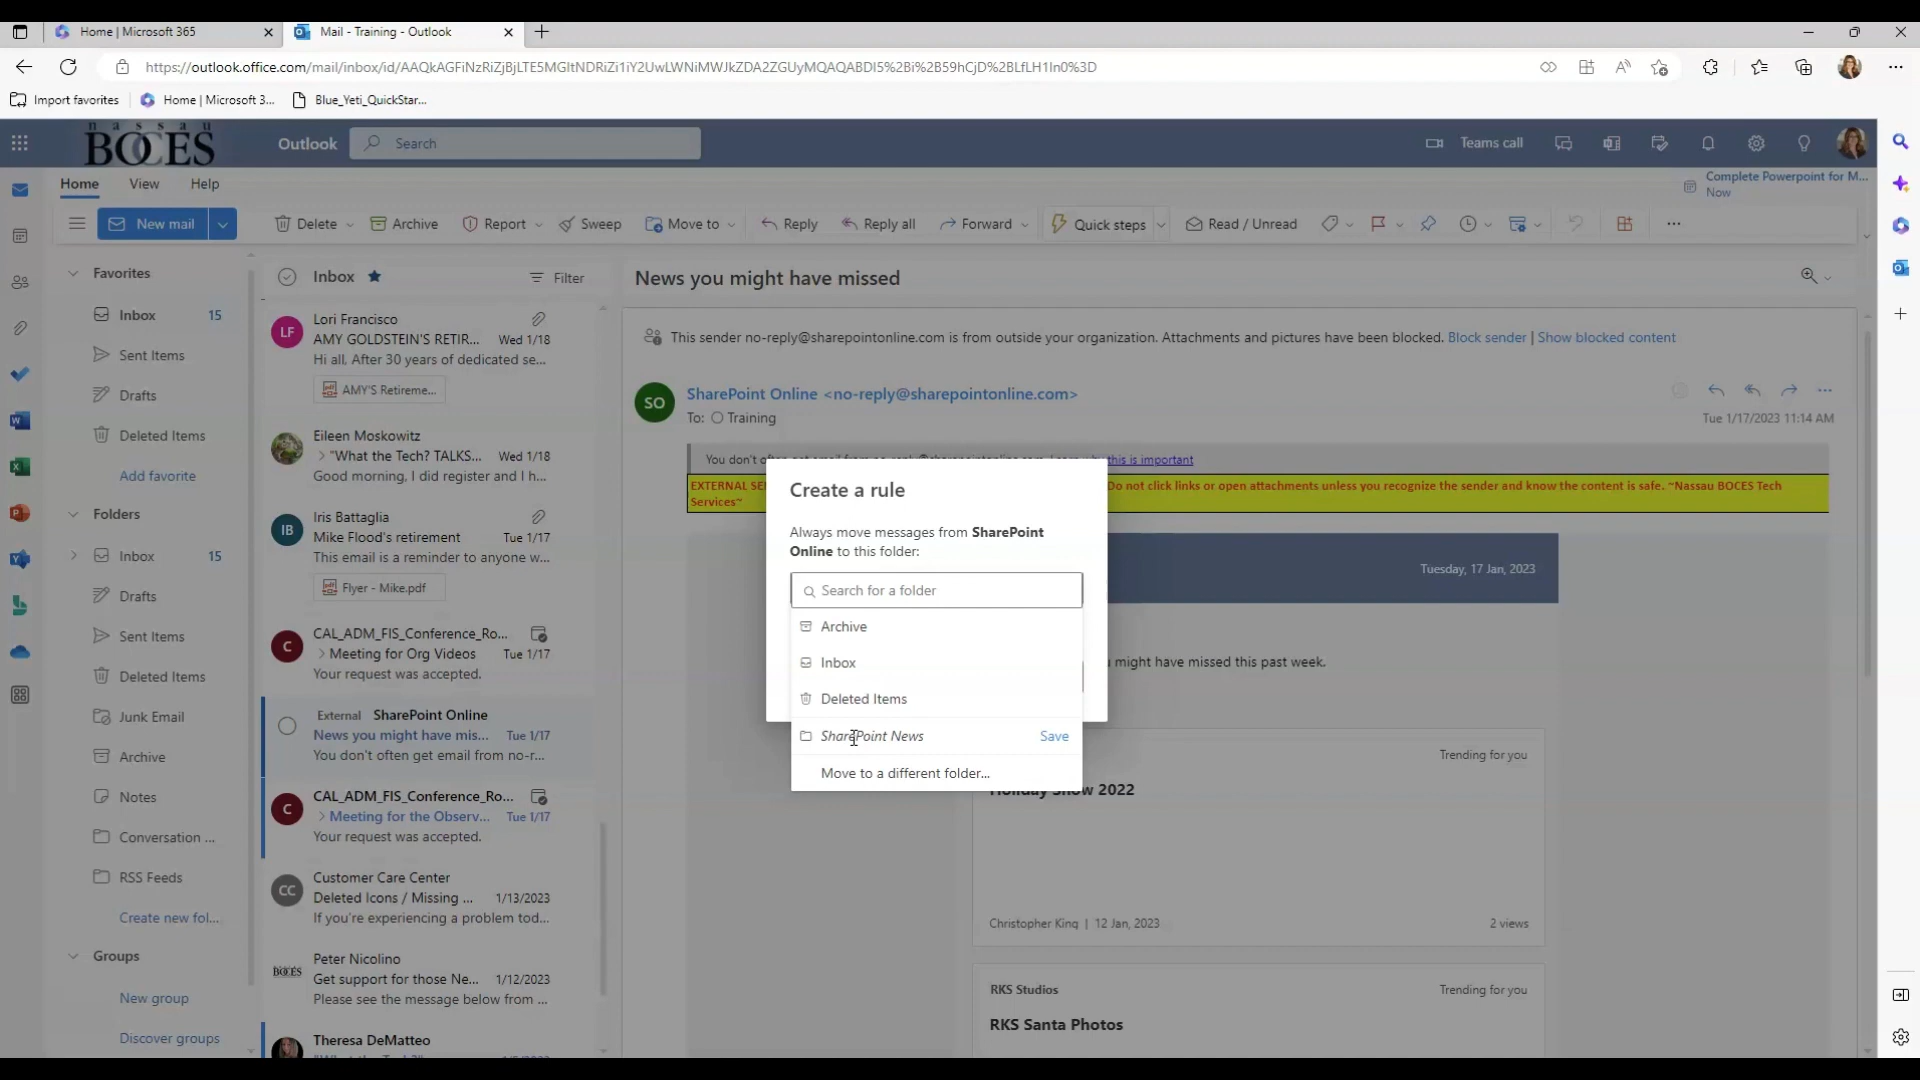 Home | Microsoft 365
Mail - Training - Outlook
https://outlook.office.com/mail/inbox/id/AAQkAGFiNzRiZjBjLTE5MGItNDRiZi1iY2UwLWNiMWJkZDA2ZGUyMQAQABDI5%2Bi%2B59hCjD%2BLfLH1In0%3D
Import favorites
Home | Microsoft 3...
Blue_Yeti_QuickStar...
nassau
BOCES
Outlook
Search
Teams call
Home
View
Help
Complete Powerpoint for M...
Now
New mail
Delete
Archive
Report
Sweep
Move to
Reply
Reply all
Forward
Quick steps
Read / Unread
Favorites
Inbox 15
Sent Items
Drafts
Deleted Items
Add favorite
Folders
Inbox 15
Drafts
Sent Items
Deleted Items
Junk Email
Archive
Notes
Conversation ...
RSS Feeds
Create new fol...
Groups
New group
Discover groups
Inbox
Filter
LF
Lori Francisco
AMY GOLDSTEIN'S RETIR... Wed 1/18
Hi all, After 30 years of dedicated se...
AMY'S Retireme...
Eileen Moskowitz
"What the Tech? TALKS... Wed 1/18
Good morning, I did register and I h...
IB
Iris Battaglia
Mike Flood's retirement Tue 1/17
This email is a reminder to anyone w...
Flyer - Mike.pdf
C
CAL_ADM_FIS_Conference_Ro...
Meeting for Org Videos Tue 1/17
Your request was accepted.
External SharePoint Online
News you might have mis... Tue 1/17
You don't often get email from no-r...
C
CAL_ADM_FIS_Conference_Ro...
Meeting for the Observ... Tue 1/17
Your request was accepted.
CC
Customer Care Center
Deleted Icons / Missing ... 1/13/2023
If you're experiencing a problem tod...
BOCES
Peter Nicolino
Get support for those Ne... 1/12/2023
Please see the message below from ...
Theresa DeMatteo
News you might have missed
This sender no-reply@sharepointonline.com is from outside your organization. Attachments and pictures have been blocked. Block sender | Show blocked content
SO
SharePoint Online <no-reply@sharepointonline.com>
To: Training
Tue 1/17/2023 11:14 AM
You don't often this is important
EXTERNAL SE Do not click links or open attachments unless you recognize the sender and know the content is safe. ~Nassau BOCES Tech
Services~
Tuesday, 17 Jan, 2023
might have missed this past week.
Trending for you
Holiday Show 2022
Christopher King | 12 Jan, 2023
2 views
RKS Studios
Trending for you
RKS Santa Photos
Create a rule
Always move messages from SharePoint
Online to this folder:
Search for a folder
Archive
Inbox
Deleted Items
SharePoint News Save
Move to a different folder...